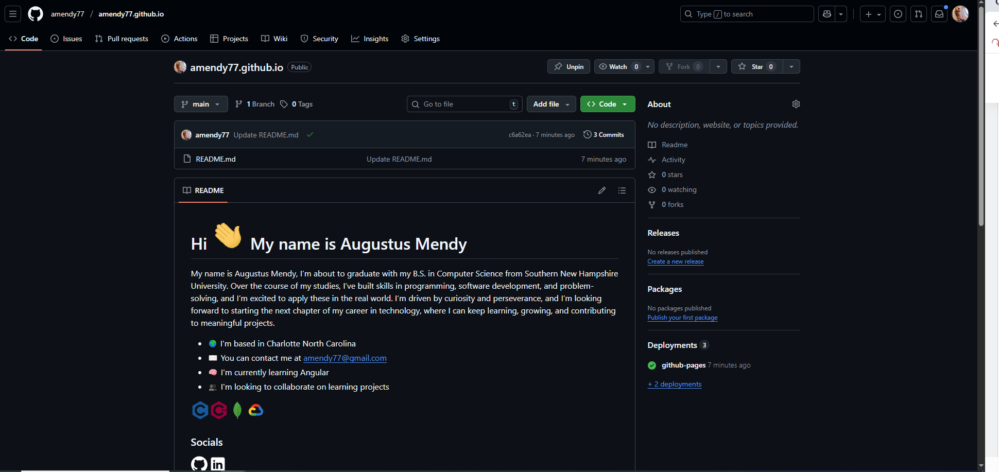 amendy77 / amendy77.github.io
Type / to search
Code Issues Pull requests Actions Projects Wiki Security Insights Settings
amendy77.github.io Public
Unpin Watch 0 Fork 0 Star 0
main 1 Branch 0 Tags
Go to file t Add file Code
amendy77 Update README.md c6a62ea · 7 minutes ago 3 Commits
README.md Update README.md 7 minutes ago
README
Hi My name is Augustus Mendy
My name is Augustus Mendy, I’m about to graduate with my B.S. in Computer Science from Southern New Hampshire
University. Over the course of my studies, I’ve built skills in programming, software development, and problem-
solving, and I’m excited to apply these in the real world. I’m driven by curiosity and perseverance, and I’m looking
forward to starting the next chapter of my career in technology, where I can keep learning, growing, and contributing
to meaningful projects.
I'm based in Charlotte North Carolina
You can contact me at amendy77@gmail.com
I'm currently learning Angular
I'm looking to collaborate on learning projects
Socials
About
No description, website, or topics provided.
Readme
Activity
0 stars
0 watching
0 forks
Releases
No releases published
Create a new release
Packages
No packages published
Publish your first package
Deployments 3
github-pages 7 minutes ago
+ 2 deployments